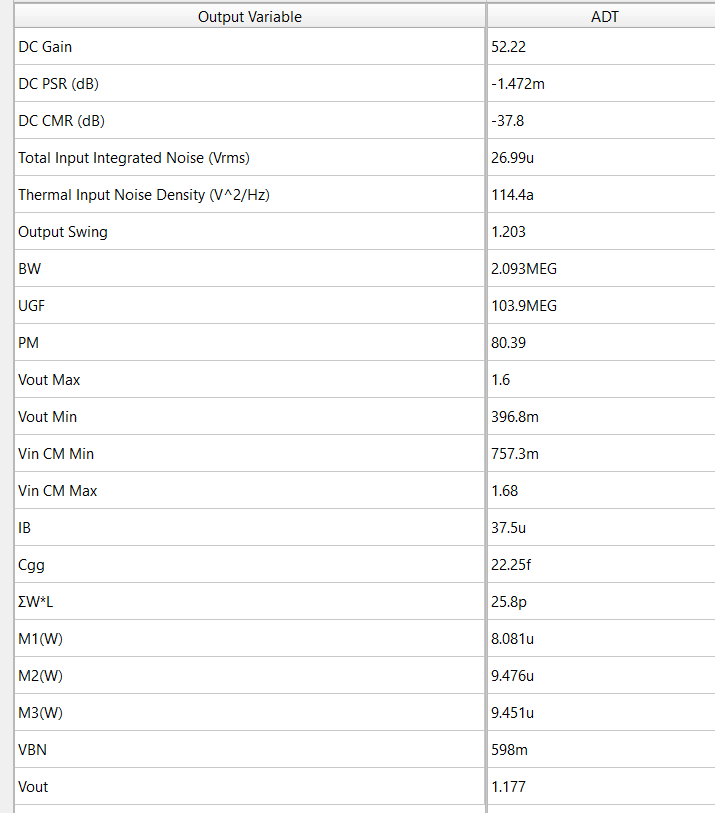 Output Variable ADT
DC Gain 52.22
DC PSR (dB) -1.472m
DC CMR (dB) -37.8
Total Input Integrated Noise (Vrms) 26.99u
Thermal Input Noise Density (V^2/Hz) 114.4a
Output Swing 1.203
BW 2.093MEG
UGF 103.9MEG
PM 80.39
Vout Max 1.6
Vout Min 396.8m
Vin CM Min 757.3m
Vin CM Max 1.68
IB 37.5u
Cgg 22.25f
ΣW*L 25.8p
M1(W) 8.081u
M2(W) 9.476u
M3(W) 9.451u
VBN 598m
Vout 1.177